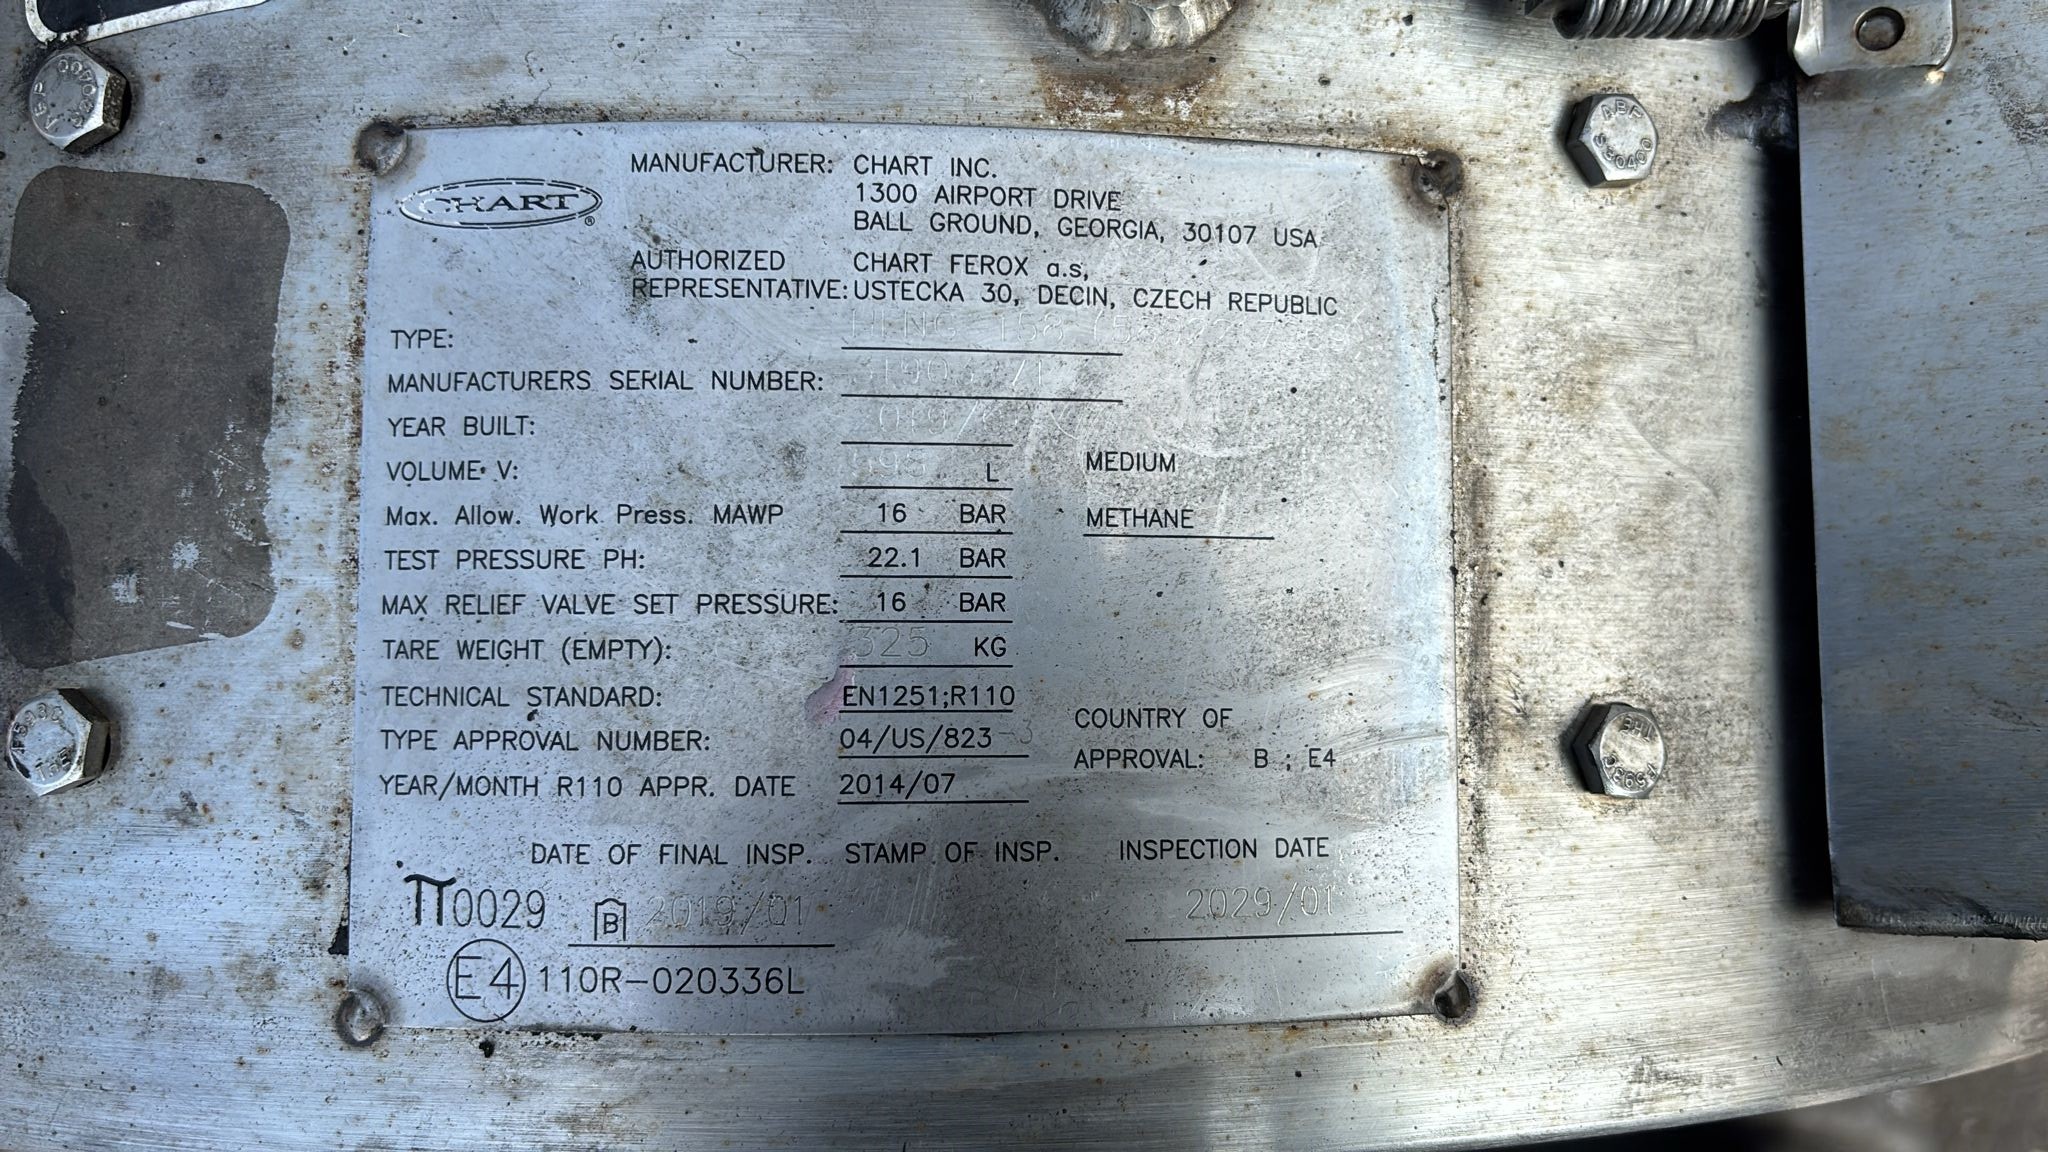 CHART®
MANUFACTURER: CHART INC.
1300 AIRPORT DRIVE
BALL GROUND, GEORGIA, 30107 USA
AUTHORIZED REPRESENTATIVE: CHART FEROX a.s,
USTECKA 30, DECIN, CZECH REPUBLIC
TYPE:
MANUFACTURERS SERIAL NUMBER:
YEAR BUILT:
VOLUME V: L
MEDIUM
Max. Allow. Work Press. MAWP 16 BAR
METHANE
TEST PRESSURE PH: 22.1 BAR
MAX RELIEF VALVE SET PRESSURE: 16 BAR
TARE WEIGHT (EMPTY): 325 KG
TECHNICAL STANDARD: EN1251;R110
TYPE APPROVAL NUMBER: 04/US/823-3
COUNTRY OF
APPROVAL: B ; E4
YEAR/MONTH R110 APPR. DATE 2014/07
DATE OF FINAL INSP. STAMP OF INSP. INSPECTION DATE
π0029 B 2019/01 2029/01
E4 110R-020336L